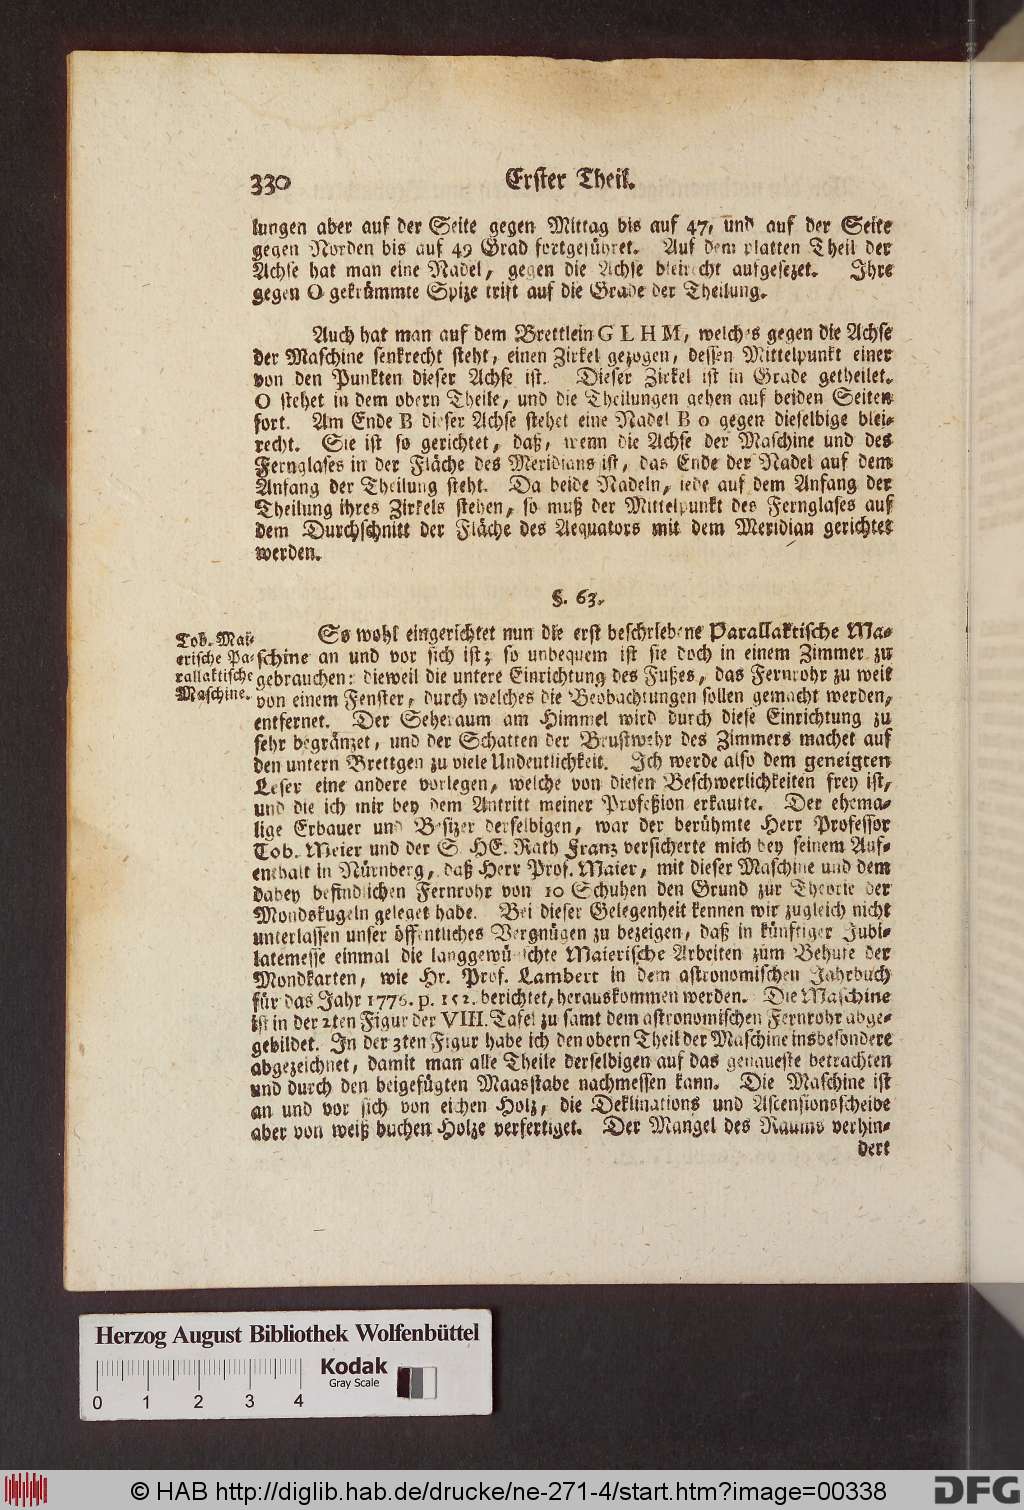 330 Erster Theil.
lungen aber auf der Seite gegen Mittag bis auf 47, und auf der Seite
gegen Norden bis auf 49 Grad fortgeführet. Auf dem platten Theil der
Achse hat man eine Nadel, gegen die Achse bleirecht aufgesezet. Ihre
gegen O gekrümmte Spize trift auf die Grade der Theilung.
Auch hat man auf dem Brettlein G L H M, welches gegen die Achse
der Maschine senkrecht steht, einen Zirkel gezogen, dessen Mittelpunkt einer
von den Punkten dieser Achse ist. Dieser Zirkel ist in Grade getheilet.
O stehet in dem obern Theile, und die Theilungen gehen auf beiden Seiten
fort. Am Ende B dieser Achse stehet eine Nadel B o gegen dieselbige blei-
recht. Sie ist so gerichtet, daß, wenn die Achse der Maschine und des
Fernglases in der Fläche des Meridians ist, das Ende der Nadel auf dem
Anfang der Theilung steht. Da beide Nadeln, jede auf dem Anfang der
Theilung ihres Zirkels stehen, so muß der Mittelpunkt des Fernglases auf
dem Durchschnitt der Fläche des Aequators mit dem Meridian gerichtet
werden.
§. 63.
Tob. Mai-
erische Pa-
rallaktische
Maschine.
So wohl eingerichtet nun die erst beschriebene Parallaktische Ma-
schine an und vor sich ist; so unbequem ist sie doch in einem Zimmer zu
gebrauchen: dieweil die untere Einrichtung des Fußes, das Fernrohr zu weit
von einem Fenster, durch welches die Beobachtungen sollen gemacht werden,
entfernet. Der Seheraum am Himmel wird durch diese Einrichtung zu
sehr begränzet, und der Schatten der Brustwehr des Zimmers machet auf
den untern Brettgen zu viele Undeutlichkeit. Ich werde also dem geneigten
Leser eine andere vorlegen, welche von diesen Beschwerlichkeiten frey ist,
und die ich mir bey dem Antritt meiner Profeßion erkaufte. Der ehema-
lige Erbauer und Besizer derselbigen, war der berühmte Herr Professor
Tob. Meier und der S. HE. Rath Franz versicherte mich bey seinem Auf-
enthalt in Nürnberg, daß Herr Prof. Maier, mit dieser Maschine und dem
dabey befindlichen Fernrohr von 10 Schuhen den Grund zur Theorie der
Mondskugeln geleget habe. Bei dieser Gelegenheit kennen wir zugleich nicht
unterlassen unser öffentliches Vergnügen zu bezeigen, daß in künftiger Jubi-
latemesse einmal die langgewünschte Maierische Arbeiten zum Behufe der
Mondkarten, wie Hr. Prof. Lambert in dem astronomischen Jahrbuch
für das Jahr 1776. p. 152. berichtet, herauskommen werden. Die Maschine
ist in der 2ten Figur der VIII. Tafel zu samt dem astronomischen Fernrohr abge-
gebildet. In der 3ten Figur habe ich den obern Theil der Maschine insbesondere
abgezeichnet, damit man alle Theile derselbigen auf das genaueste betrachten
und durch den beigefügten Maasstabe nachmessen kann. Die Maschine ist
an und vor sich von eichen Holz, die Deklinations und Ascensionsscheibe
aber von weiß buchen Holze verfertiget. Der Mangel des Raums verhin-
dert
Herzog August Bibliothek Wolfenbüttel
Kodak
Gray Scale
0 1 2 3 4
© HAB http://diglib.hab.de/drucke/ne-271-4/start.htm?image=00338
DFG